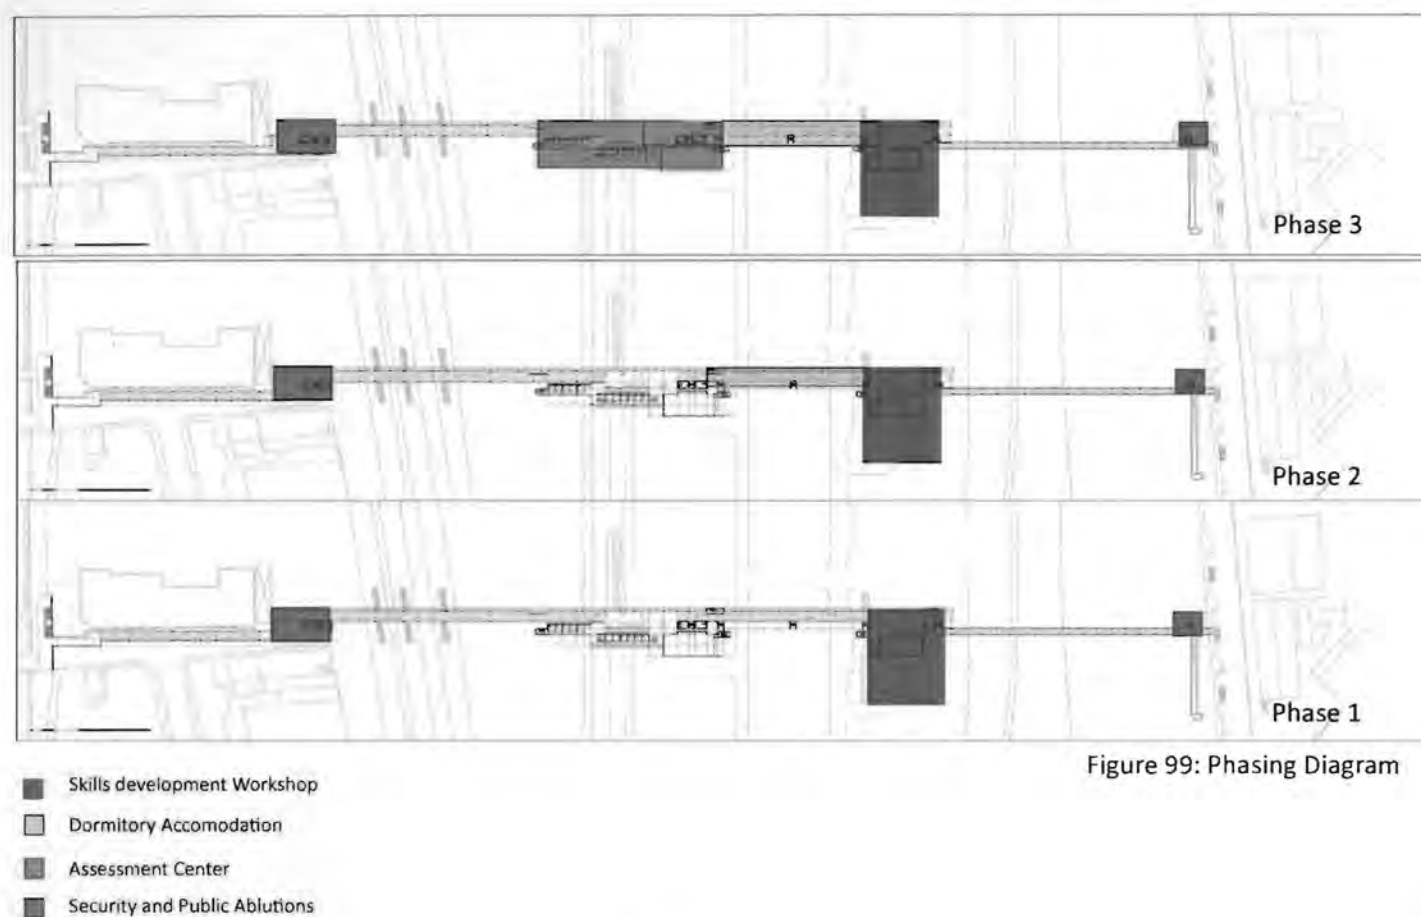 Phase 3
Phase 2
Phase 1
Figure 99: Phasing Diagram
Skills development Workshop
Dormitory Accomodation
Assessment Center
Security and Public Ablutions